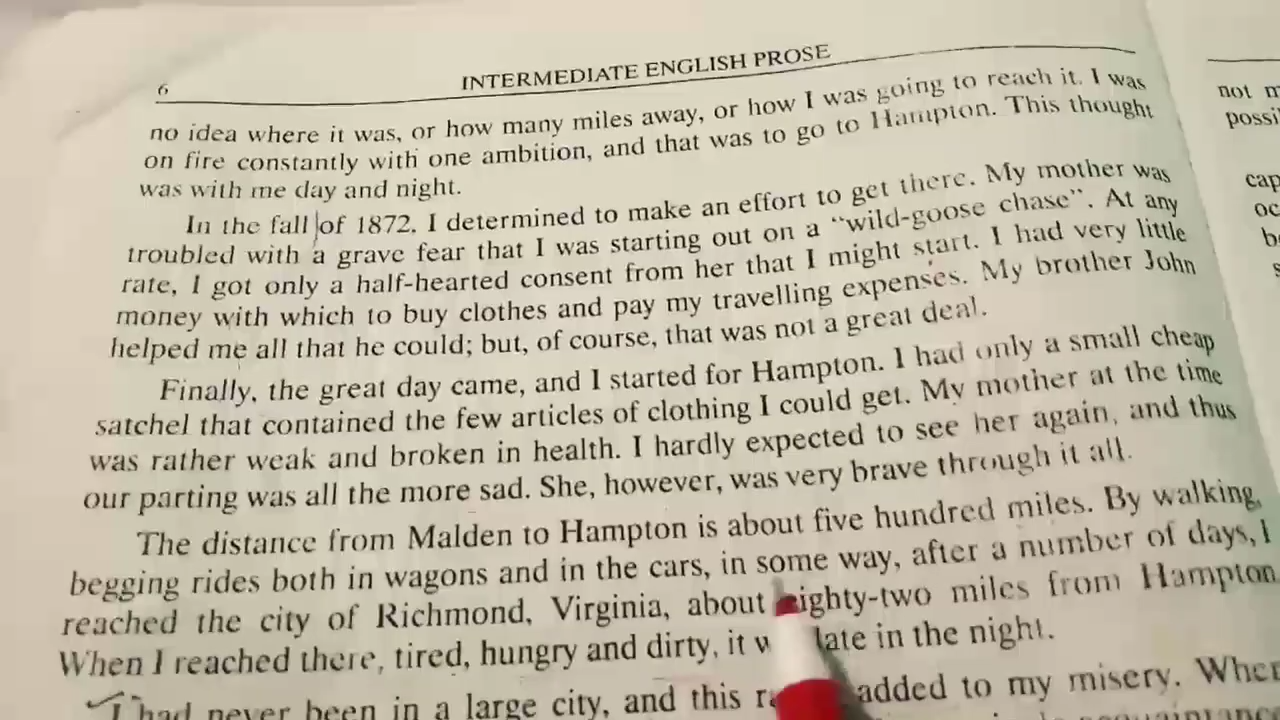 6
INTERMEDIATE ENGLISH PROSE
no idea where it was, or how many miles away, or how I was going to reach it. I was
on fire constantly with one ambition, and that was to go to Hampton. This thought
was with me day and night.
In the fall of 1872, I determined to make an effort to get there. My mother was
troubled with a grave fear that I was starting out on a “wild-goose chase”. At any
rate, I got only a half-hearted consent from her that I might start. I had very little
money with which to buy clothes and pay my travelling expenses. My brother John
helped me all that he could; but, of course, that was not a great deal.
Finally, the great day came, and I started for Hampton. I had only a small cheap
satchel that contained the few articles of clothing I could get. My mother at the time
was rather weak and broken in health. I hardly expected to see her again, and thus
our parting was all the more sad. She, however, was very brave through it all.
The distance from Malden to Hampton is about five hundred miles. By walking,
begging rides both in wagons and in the cars, in some way, after a number of days, I
reached the city of Richmond, Virginia, about eighty-two miles from Hampton.
When I reached there, tired, hungry and dirty, it late in the night.
I had never been in a large city, and this added to my misery. When
not